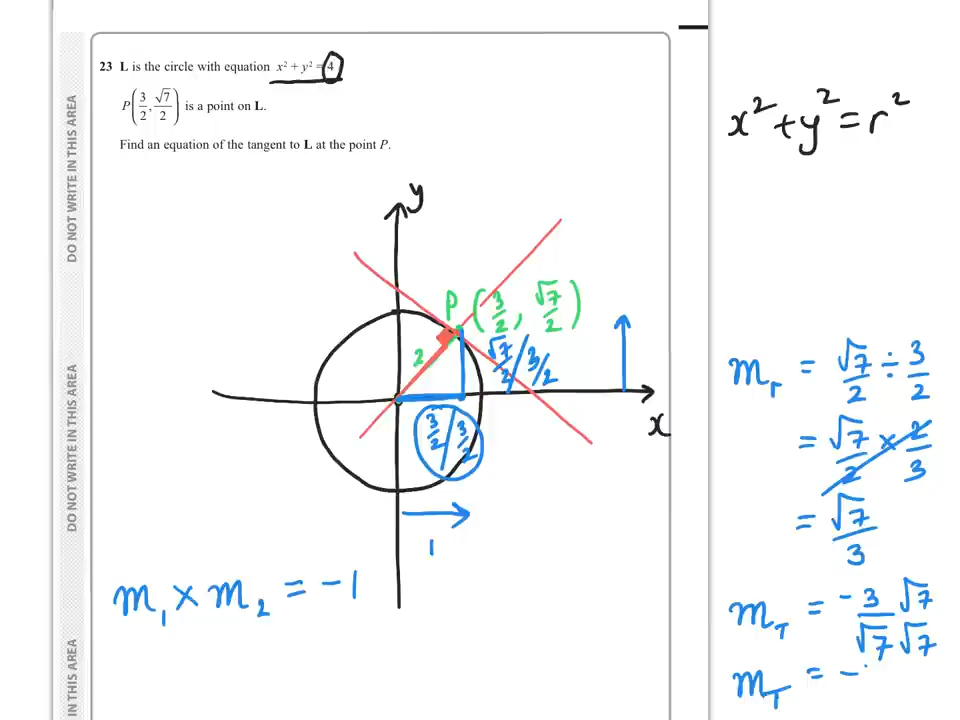 23 L is the circle with equation x² + y² = 4
P(3/2, √7/2) is a point on L.
Find an equation of the tangent to L at the point P.
DO NOT WRITE IN THIS AREA
DO NOT WRITE IN THIS AREA
IN THIS AREA
x² + y² = r²
y
P (3/2, √7/2)
2
√7/2 / 3/2
x
3/2 / 3/2
1
m₁ × m₂ = -1
m_r = √7/2 ÷ 3/2
= √7/2 × 2/3
= √7/3
m_T = -3√7/√7√7
m_T = -